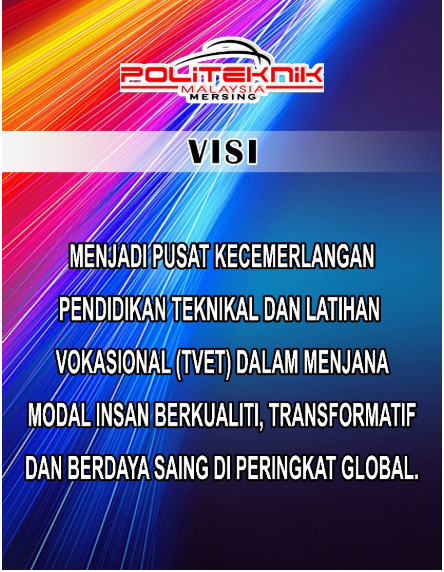 POLITEKNIK
MALAYSIA
MERSING
VISI
MENJADI PUSAT KECEMERLANGAN
PENDIDIKAN TEKNIKAL DAN LATIHAN
VOKASIONAL (TVET) DALAM MENJANA
MODAL INSAN BERKUALITI, TRANSFORMATIF
DAN BERDAYA SAING DI PERINGKAT GLOBAL.